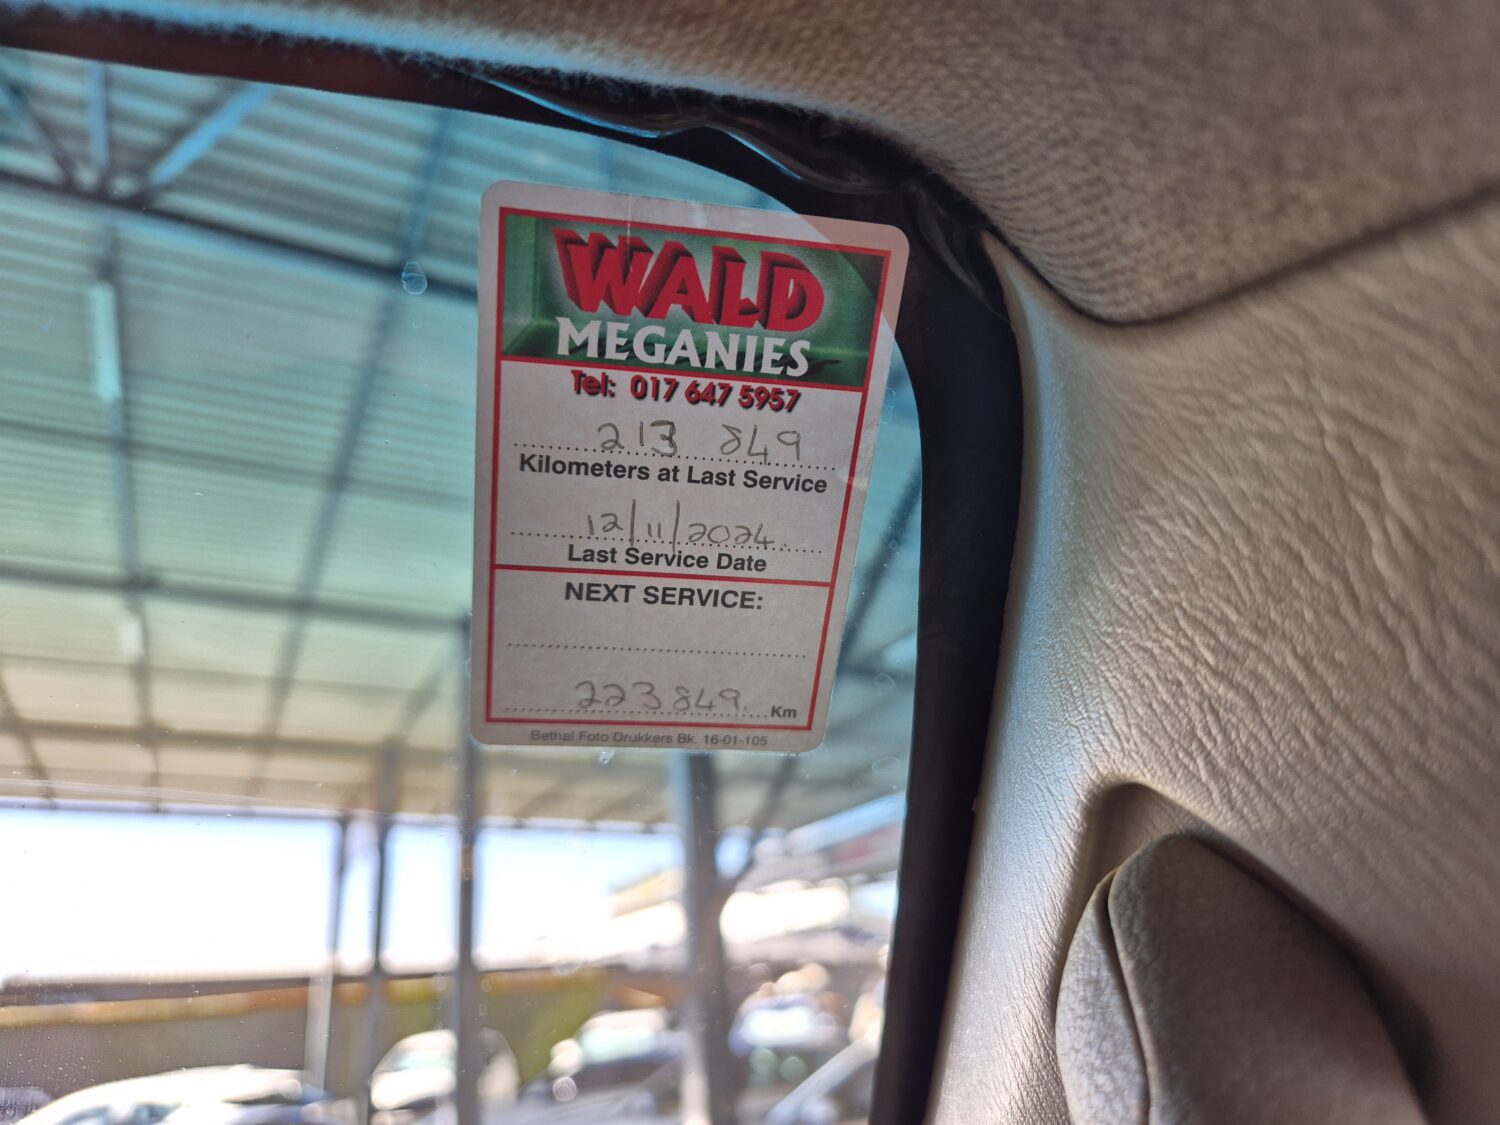 WALD
MEGANIES
Tel: 017 647 5957
213 849
Kilometers at Last Service
12/11/2024.
Last Service Date
NEXT SERVICE:
223849. Km
Bethal Foto Drukkers Bk. 16-01-105